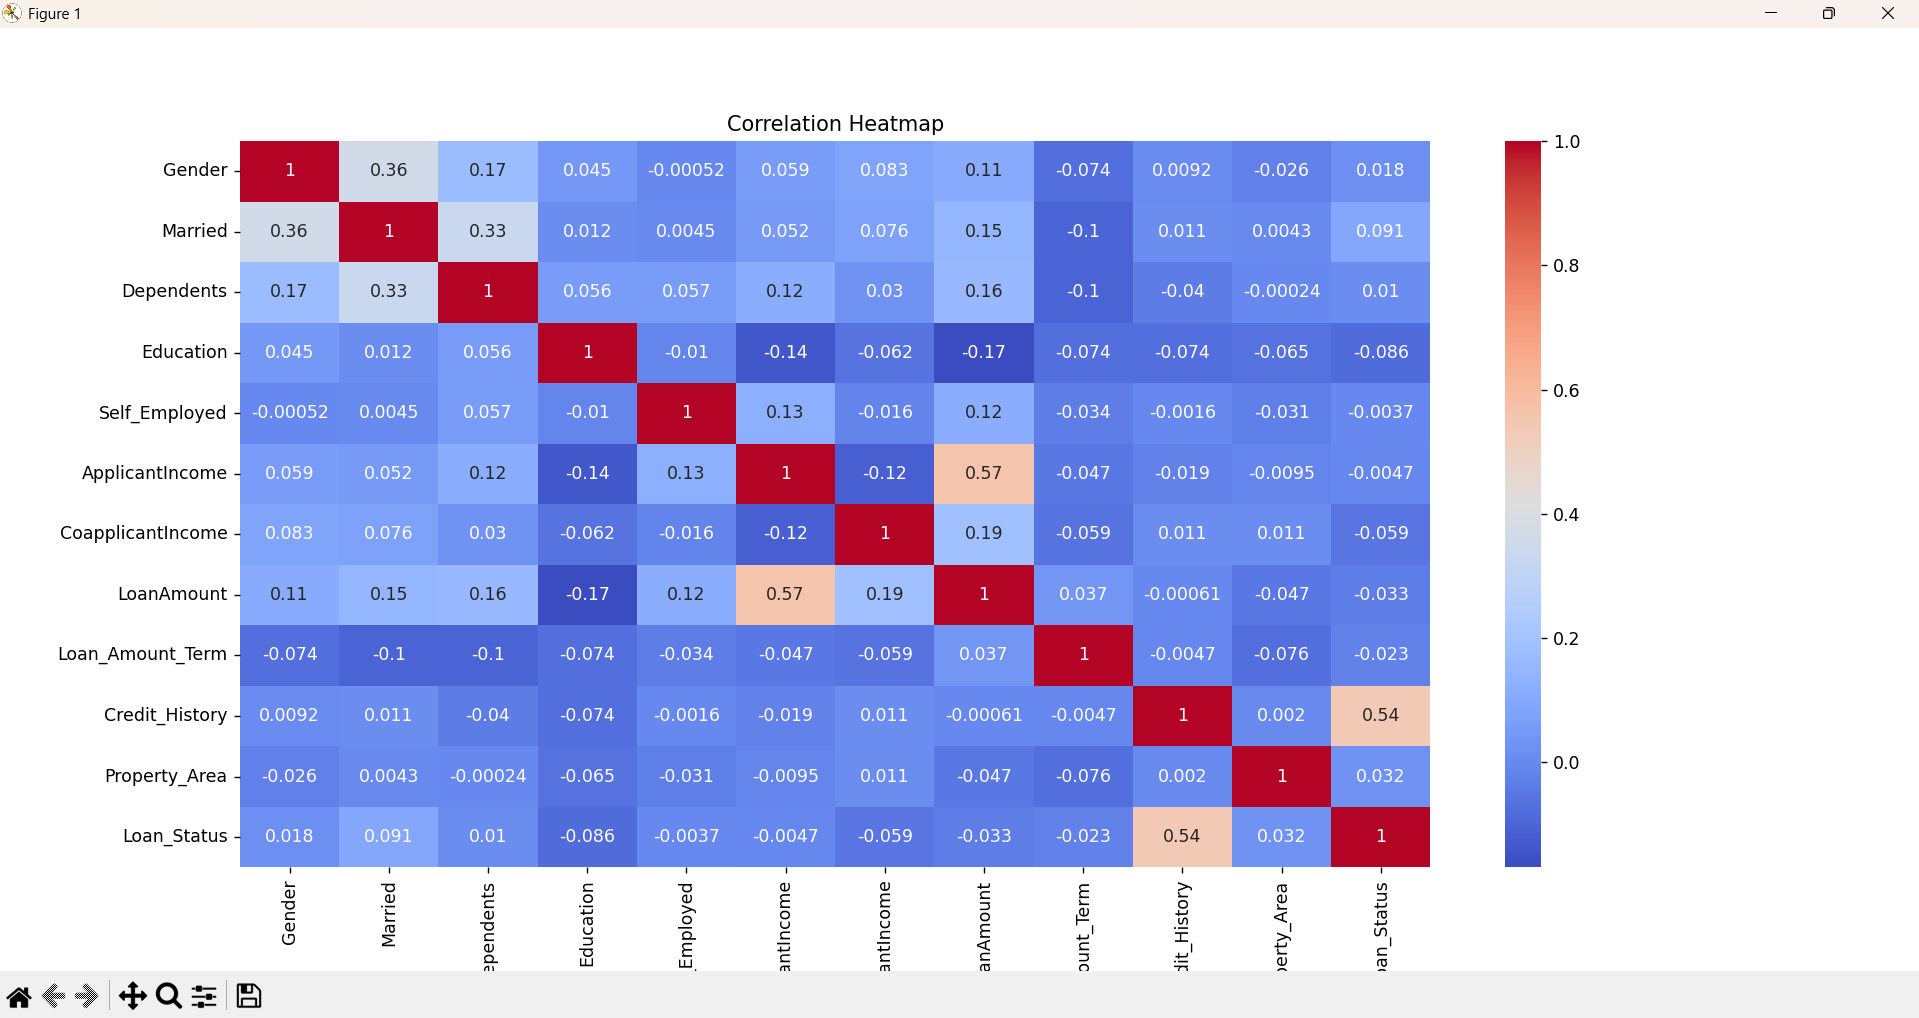 Figure 1
Correlation Heatmap
Gender 1 0.36 0.17 0.045 -0.00052 0.059 0.083 0.11 -0.074 0.0092 -0.026 0.018
Married 0.36 1 0.33 0.012 0.0045 0.052 0.076 0.15 -0.1 0.011 0.0043 0.091
Dependents 0.17 0.33 1 0.056 0.057 0.12 0.03 0.16 -0.1 -0.04 -0.00024 0.01
Education 0.045 0.012 0.056 1 -0.01 -0.14 -0.062 -0.17 -0.074 -0.074 -0.065 -0.086
Self_Employed -0.00052 0.0045 0.057 -0.01 1 0.13 -0.016 0.12 -0.034 -0.0016 -0.031 -0.0037
ApplicantIncome 0.059 0.052 0.12 -0.14 0.13 1 -0.12 0.57 -0.047 -0.019 -0.0095 -0.0047
CoapplicantIncome 0.083 0.076 0.03 -0.062 -0.016 -0.12 1 0.19 -0.059 0.011 0.011 -0.059
LoanAmount 0.11 0.15 0.16 -0.17 0.12 0.57 0.19 1 0.037 -0.00061 -0.047 -0.033
Loan_Amount_Term -0.074 -0.1 -0.1 -0.074 -0.034 -0.047 -0.059 0.037 1 -0.0047 -0.076 -0.023
Credit_History 0.0092 0.011 -0.04 -0.074 -0.0016 -0.019 0.011 -0.00061 -0.0047 1 0.002 0.54
Property_Area -0.026 0.0043 -0.00024 -0.065 -0.031 -0.0095 0.011 -0.047 -0.076 0.002 1 0.032
Loan_Status 0.018 0.091 0.01 -0.086 -0.0037 -0.0047 -0.059 -0.033 -0.023 0.54 0.032 1
Gender
Married
ependents
Education
_Employed
antIncome
antIncome
anAmount
ount_Term
dit_History
perty_Area
an_Status
1.0
0.8
0.6
0.4
0.2
0.0